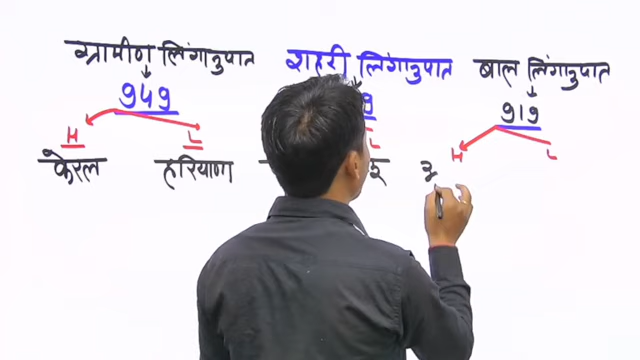 ग्रामीण लिंगानुपात
949
H L
केरल हरियाणा
शहरी लिंगानुपात
L
बाल लिंगानुपात
919
H L